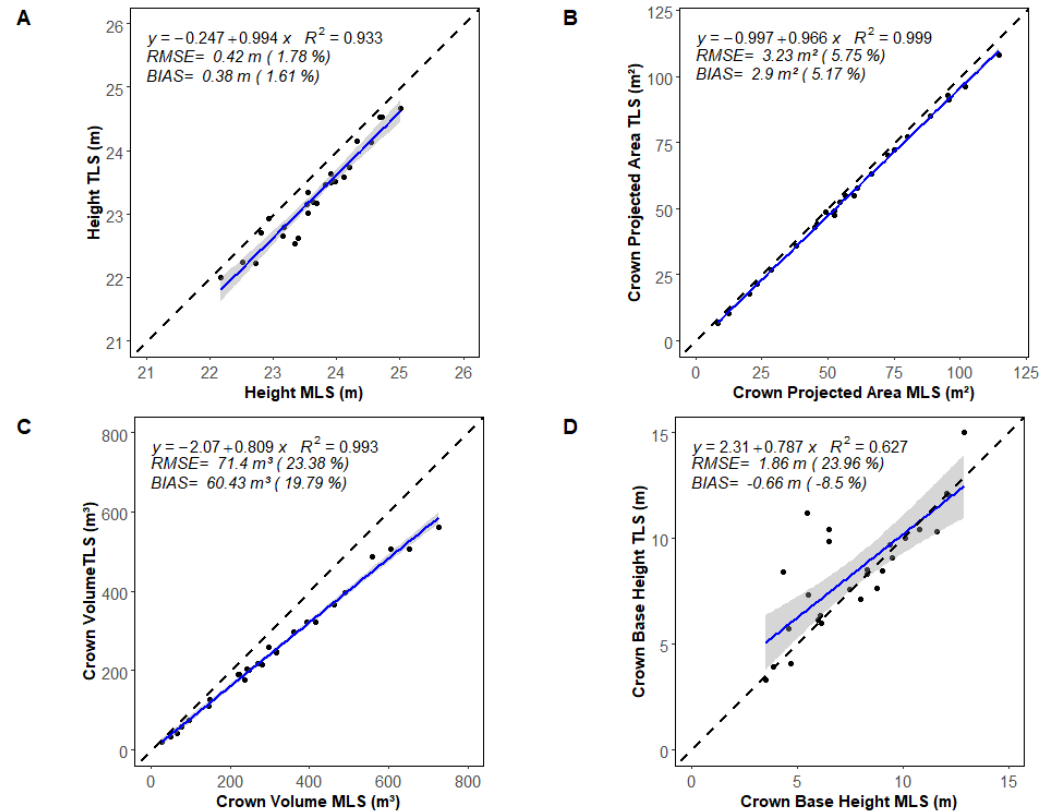 A
y = −0.247 + 0.994 x   R² = 0.933
RMSE=  0.42 m ( 1.78 %)
BIAS=  0.38 m ( 1.61 %)
Height TLS (m)
26
25
24
23
22
21
21 22 23 24 25 26
Height MLS (m)
B
y = −0.997 + 0.966 x   R² = 0.999
RMSE=  3.23 m² ( 5.75 %)
BIAS=  2.9 m² ( 5.17 %)
Crown Projected Area TLS (m²)
125
100
75
50
25
0
0 25 50 75 100 125
Crown Projected Area MLS (m²)
C
y = −2.07 + 0.809 x   R² = 0.993
RMSE=  71.4 m³ ( 23.38 %)
BIAS=  60.43 m³ ( 19.79 %)
Crown VolumeTLS (m³)
800
600
400
200
0
0 200 400 600 800
Crown Volume MLS (m³)
D
y = 2.31 + 0.787 x   R² = 0.627
RMSE=  1.86 m ( 23.96 %)
BIAS=  -0.66 m ( -8.5 %)
Crown Base Height TLS (m)
15
10
5
0
0 5 10 15
Crown Base Height MLS (m)